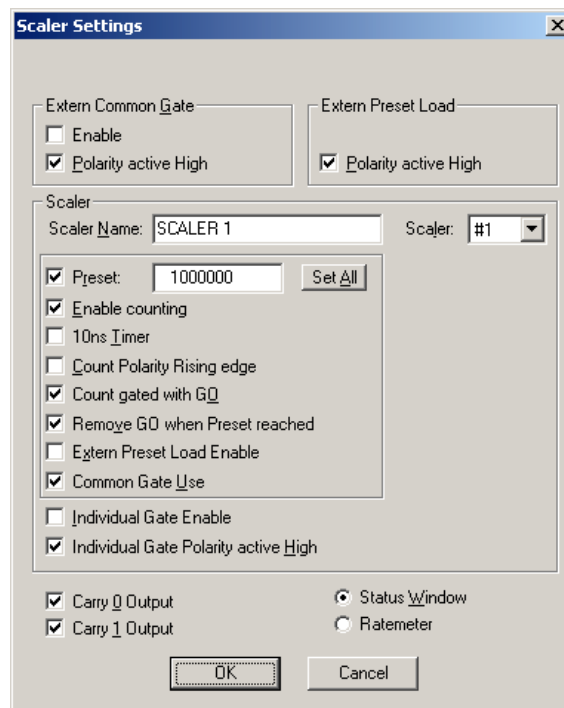 Scaler Settings
Extern Common Gate
Enable
Polarity active High
Extern Preset Load
Polarity active High
Scaler
Scaler Name: SCALER 1
Scaler: #1
Preset: 1000000 Set All
Enable counting
10ns Timer
Count Polarity Rising edge
Count gated with GO
Remove GO when Preset reached
Extern Preset Load Enable
Common Gate Use
Individual Gate Enable
Individual Gate Polarity active High
Carry 0 Output
Carry 1 Output
Status Window
Ratemeter
OK Cancel